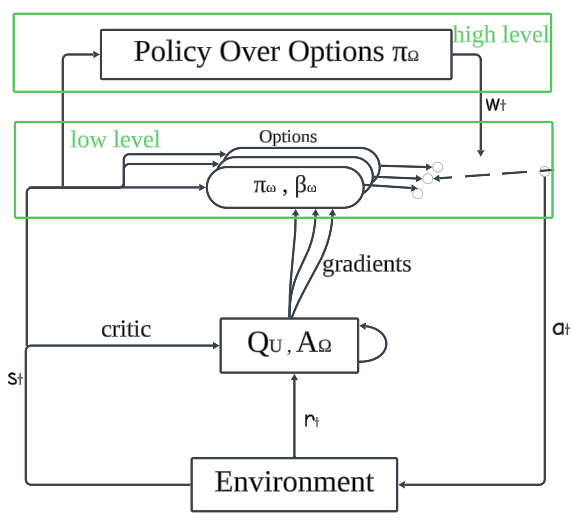 high level
Policy Over Options πΩ
wt
low level
Options
πω , βω
gradients
critic
QU , AΩ
at
st
rt
Environment